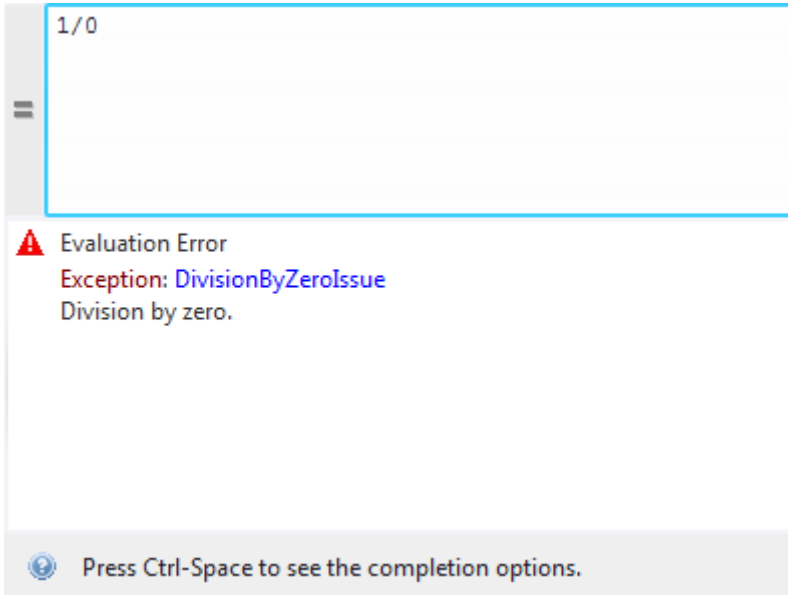 1/0
=
Evaluation Error
Exception: DivisionByZeroIssue
Division by zero.
Press Ctrl-Space to see the completion options.